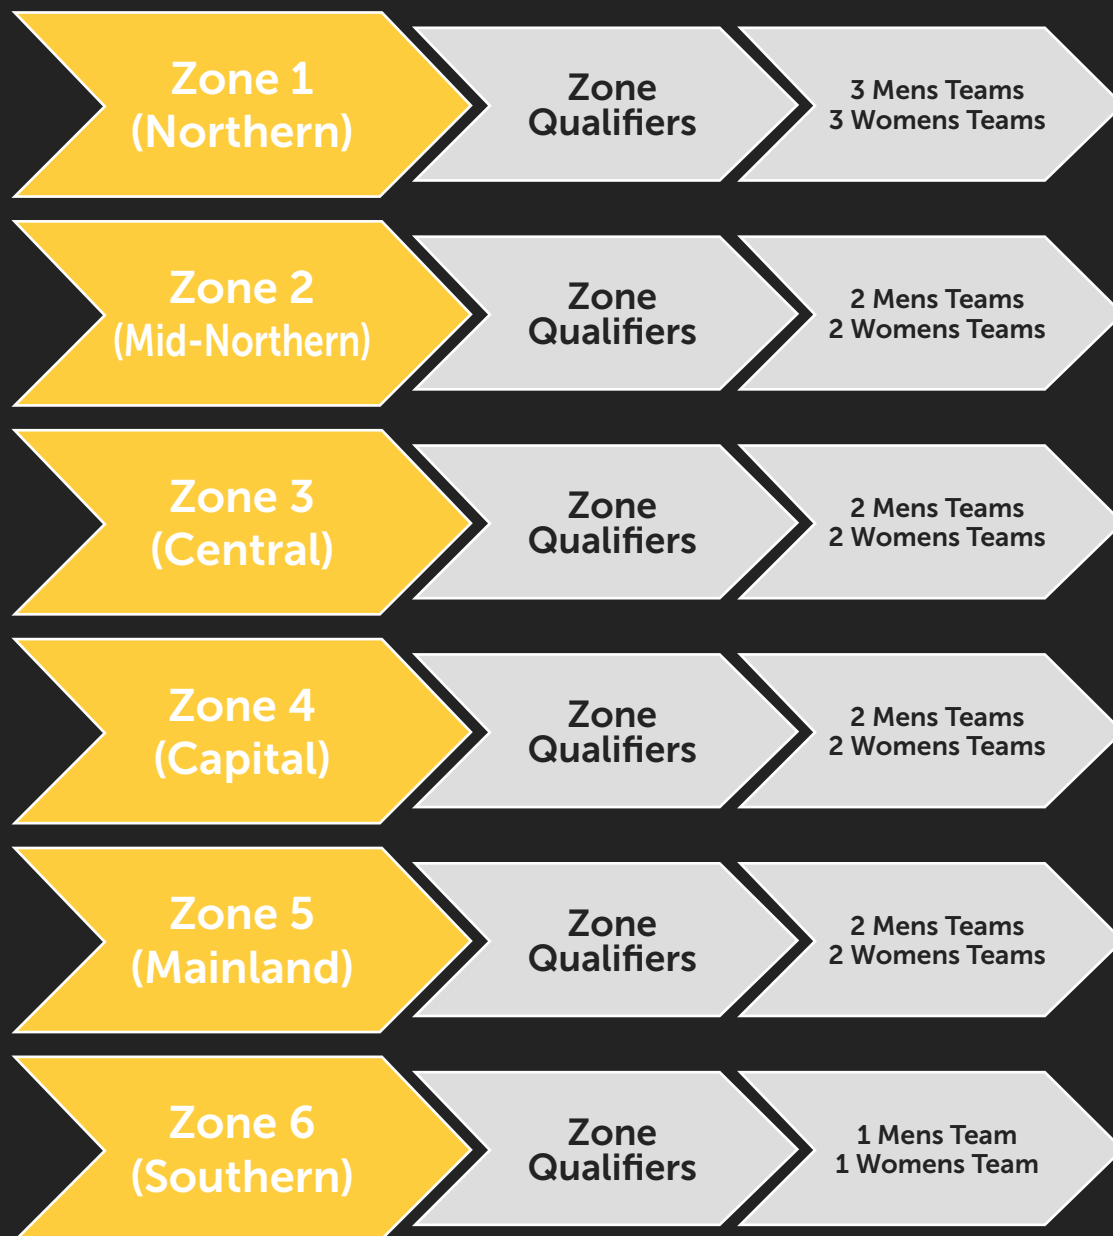 Zone 1
(Northern)
Zone
Qualifiers
3 Mens Teams
3 Womens Teams
Zone 2
(Mid-Northern)
Zone
Qualifiers
2 Mens Teams
2 Womens Teams
Zone 3
(Central)
Zone
Qualifiers
2 Mens Teams
2 Womens Teams
Zone 4
(Capital)
Zone
Qualifiers
2 Mens Teams
2 Womens Teams
Zone 5
(Mainland)
Zone
Qualifiers
2 Mens Teams
2 Womens Teams
Zone 6
(Southern)
Zone
Qualifiers
1 Mens Team
1 Womens Team